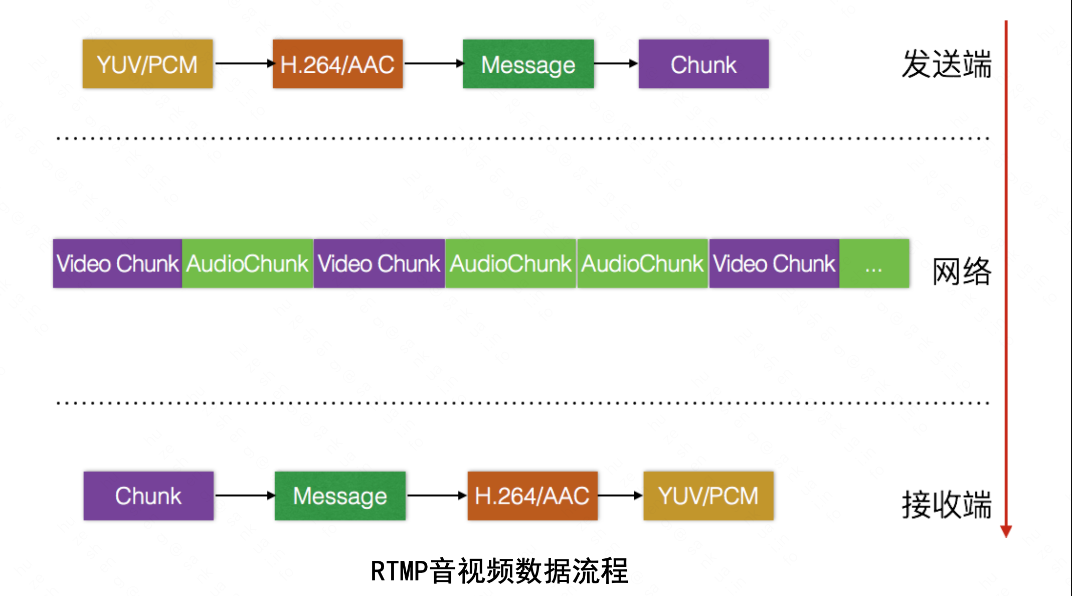 YUV/PCM H.264/AAC Message Chunk 发送端
Video Chunk AudioChunk Video Chunk AudioChunk AudioChunk Video Chunk ... 网络
Chunk Message H.264/AAC YUV/PCM 接收端
RTMP音视频数据流程